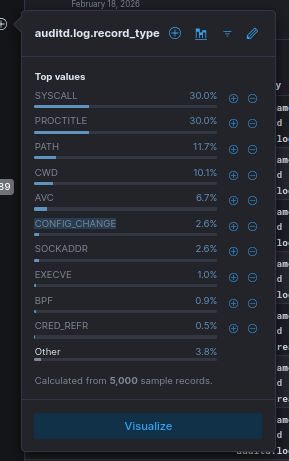 February 18, 2026
auditd.log.record_type
Top values
SYSCALL 30.0%
PROCTITLE 30.0%
PATH 11.7%
CWD 10.1%
AVC 6.7%
CONFIG_CHANGE 2.6%
SOCKADDR 2.6%
EXECVE 1.0%
BPF 0.9%
CRED_REFR 0.5%
Other 3.8%
Calculated from 5,000 sample records.
Visualize
89